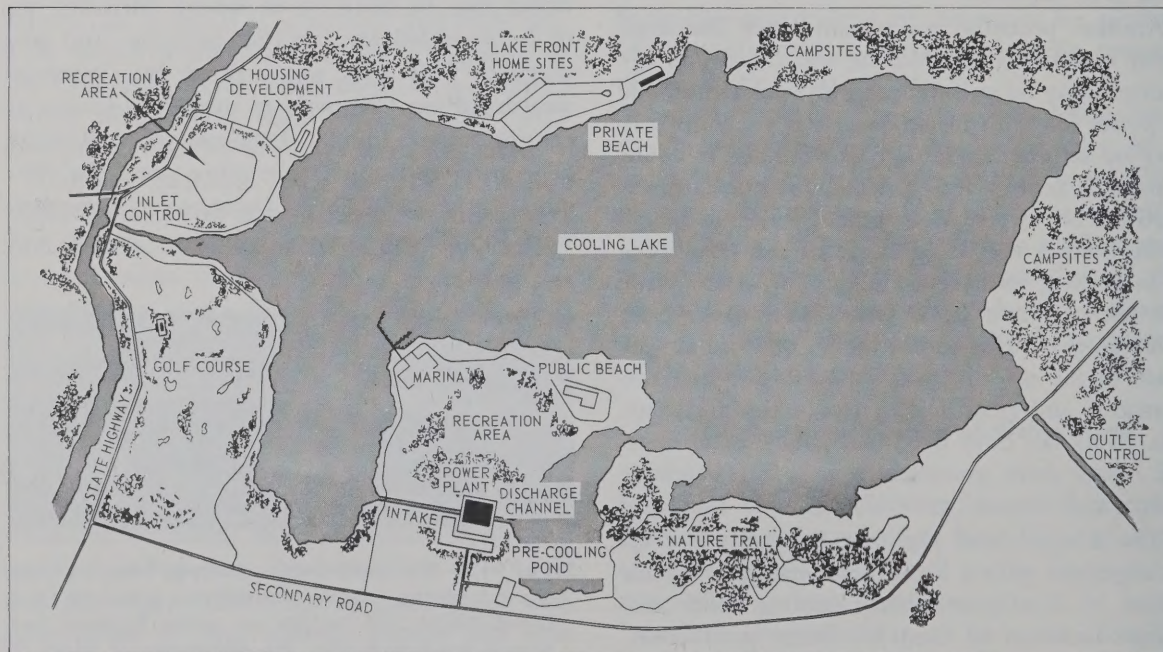 LAKE FRONT
HOME SITES
CAMPSITES
RECREATION
AREA
HOUSING
DEVELOPMENT
PRIVATE
BEACH
INLET
CONTROL
COOLING LAKE
CAMPSITES
GOLF COURSE
MARINA
PUBLIC BEACH
RECREATION
AREA
STATE HIGHWAY
POWER
PLANT
DISCHARGE
CHANNEL
OUTLET
CONTROL
INTAKE
NATURE TRAIL
PRE-COOLING
POND
SECONDARY ROAD